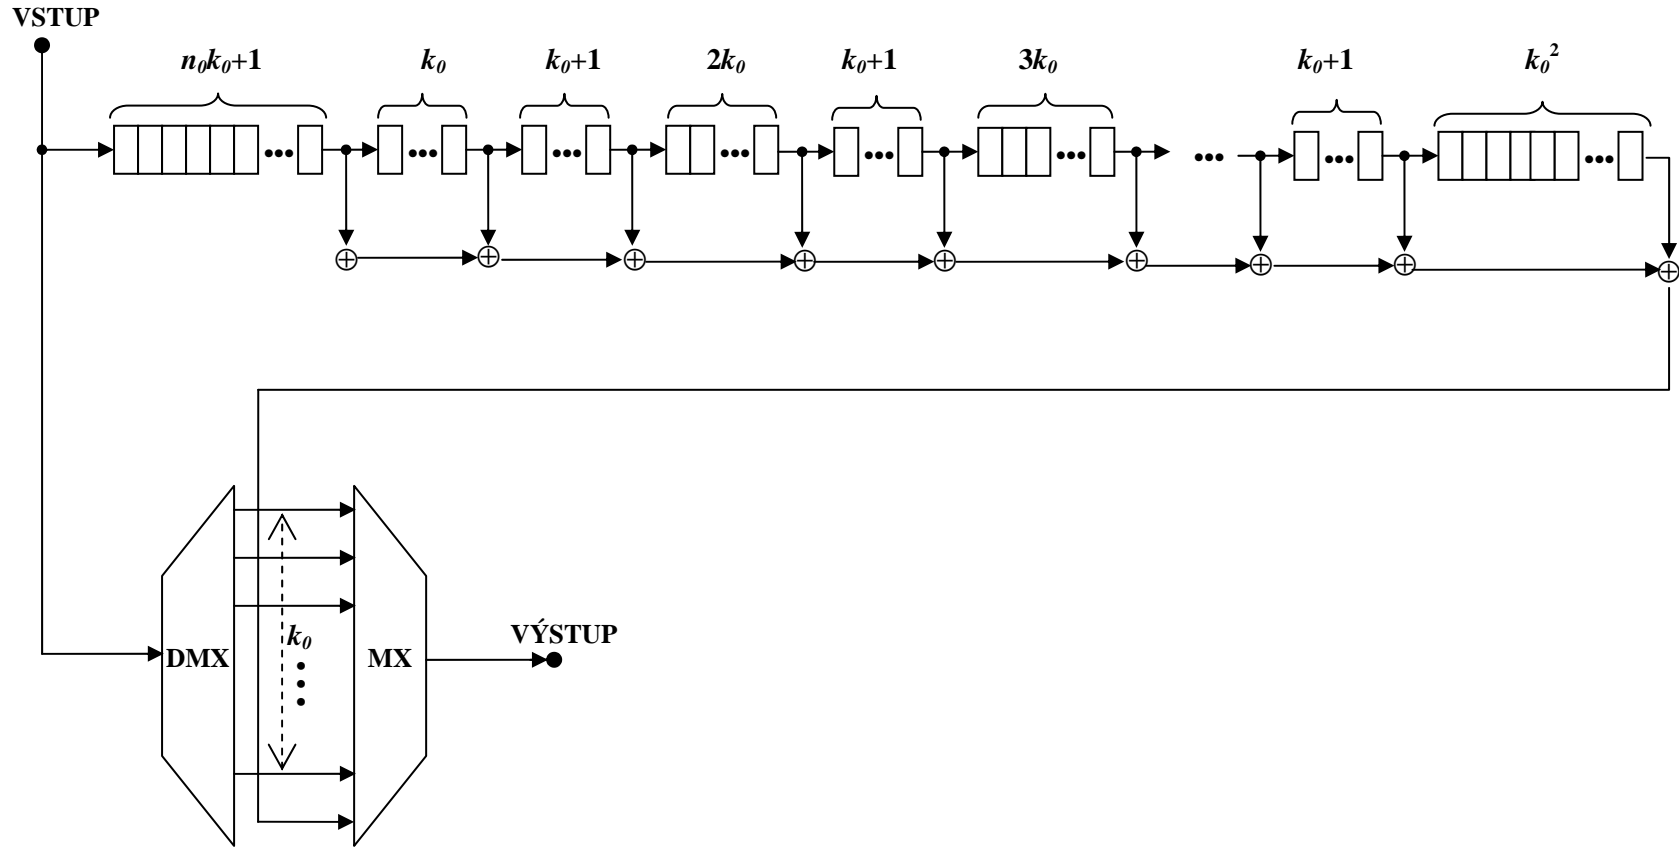 VSTUP
n₀k₀+1
k₀
k₀+1
2k₀
k₀+1
3k₀
k₀+1
k₀²
k₀
DMX
MX
VÝSTUP